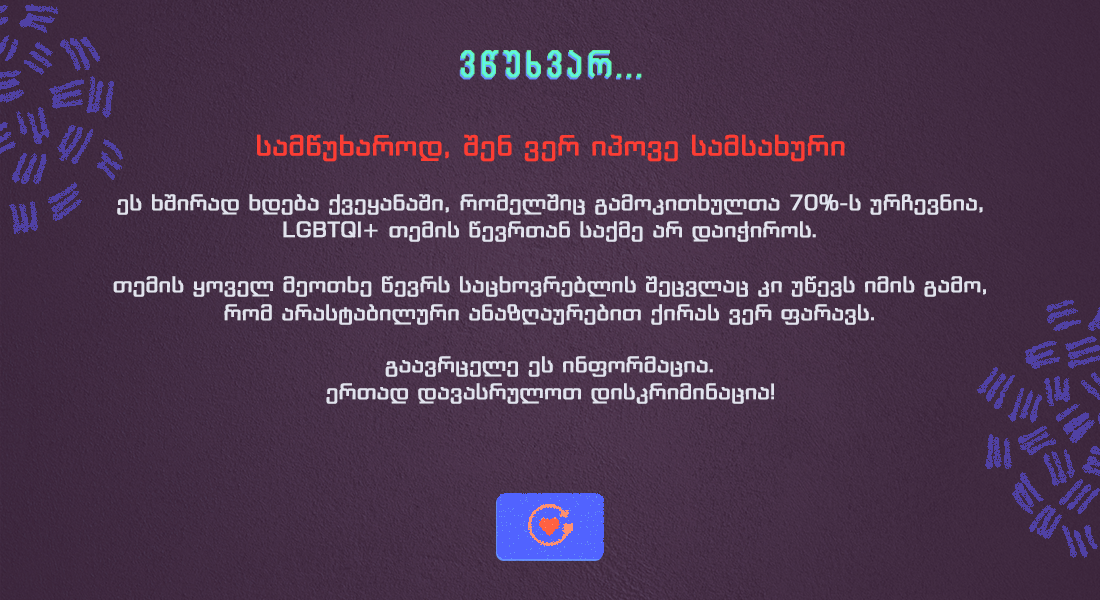 ვწუხვარ...
სამწუხაროდ, შენ ვერ იპოვე სამსახური
ეს ხშირად ხდება ქვეყანაში, რომელშიც გამოკითხულთა 70%-ს ურჩევნია,
LGBTQI+ თემის წევრთან საქმე არ დაიჭიროს.
თემის ყოველ მეოთხე წევრს საცხოვრებლის შეცვლაც კი უწევს იმის გამო,
რომ არასტაბილური ანაზღაურებით ქირას ვერ ფარავს.
გაავრცელე ეს ინფორმაცია.
ერთად დავასრულოთ დისკრიმინაცია!